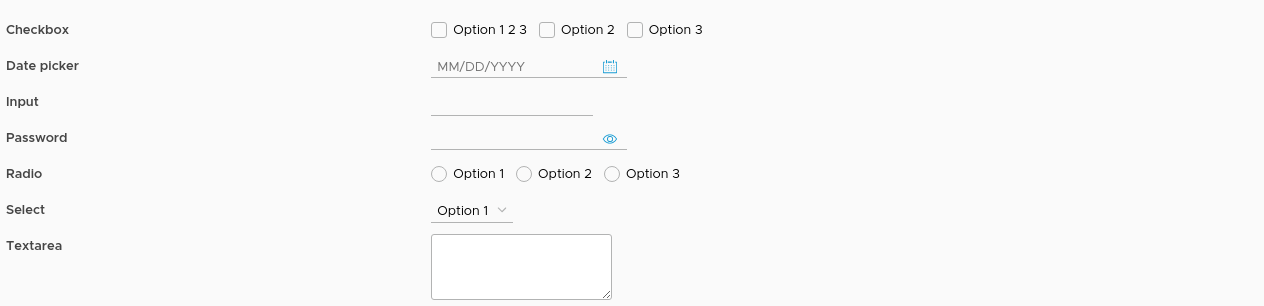 Checkbox Option 1 2 3 Option 2 Option 3
Date picker MM/DD/YYYY
Input
Password
Radio Option 1 Option 2 Option 3
Select Option 1
Textarea